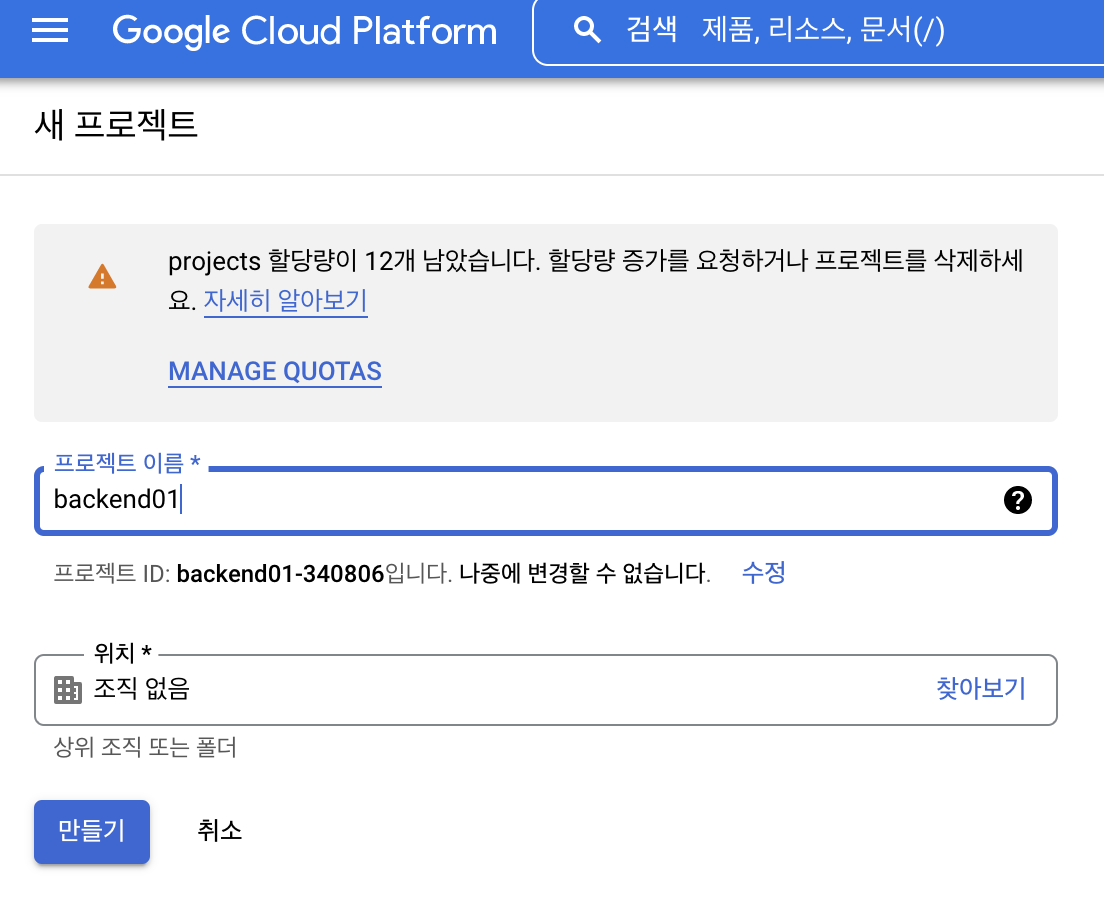 Google Cloud Platform 검색 제품, 리소스, 문서(/)
새 프로젝트
projects 할당량이 12개 남았습니다. 할당량 증가를 요청하거나 프로젝트를 삭제하세
요. 자세히 알아보기
MANAGE QUOTAS
프로젝트 이름 *
backend01
프로젝트 ID: backend01-340806입니다. 나중에 변경할 수 없습니다. 수정
위치 *
조직 없음 찾아보기
상위 조직 또는 폴더
만들기 취소